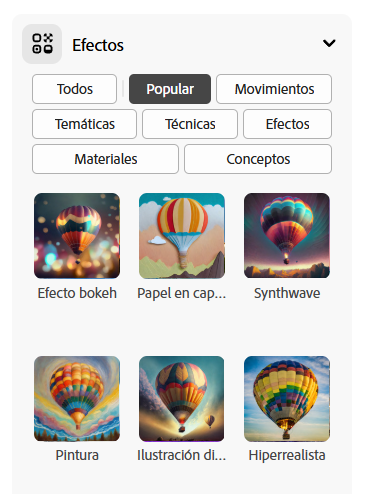 Efectos
Todos Popular Movimientos
Temáticas Técnicas Efectos
Materiales Conceptos
Efecto bokeh Papel en cap... Synthwave
Pintura Ilustración di... Hiperrealista